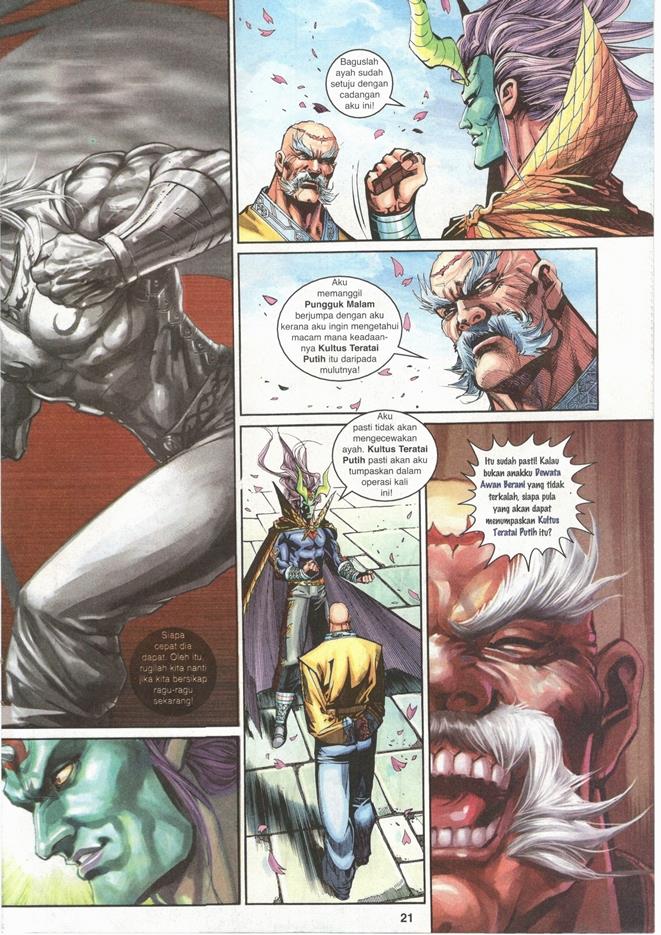 Baguslah
ayah sudah
setuju dengan
cadangan
aku ini!
Aku
memanggil
Pungguk Malam
berjumpa dengan aku
kerana aku ingin mengetahui
macam mana keadaan-
nya Kultus Teratai
Putih itu daripada
mulutnya!
Aku
pasti tidak akan
mengecewakan
ayah. Kultus Teratai
Putih pasti akan aku
tumpaskan dalam
operasi kali
ini!
Itu sudah pasti! Kalau
bukan anakku Dewata
Awan Berani yang tidak
terkalah, siapa pula
yang akan dapat
menumpaskan Kultus
Teratai Putih itu?
Siapa
cepat dia
dapat. Oleh itu,
rugilah kita nanti
jika kita bersikap
ragu-ragu
sekarang!
21